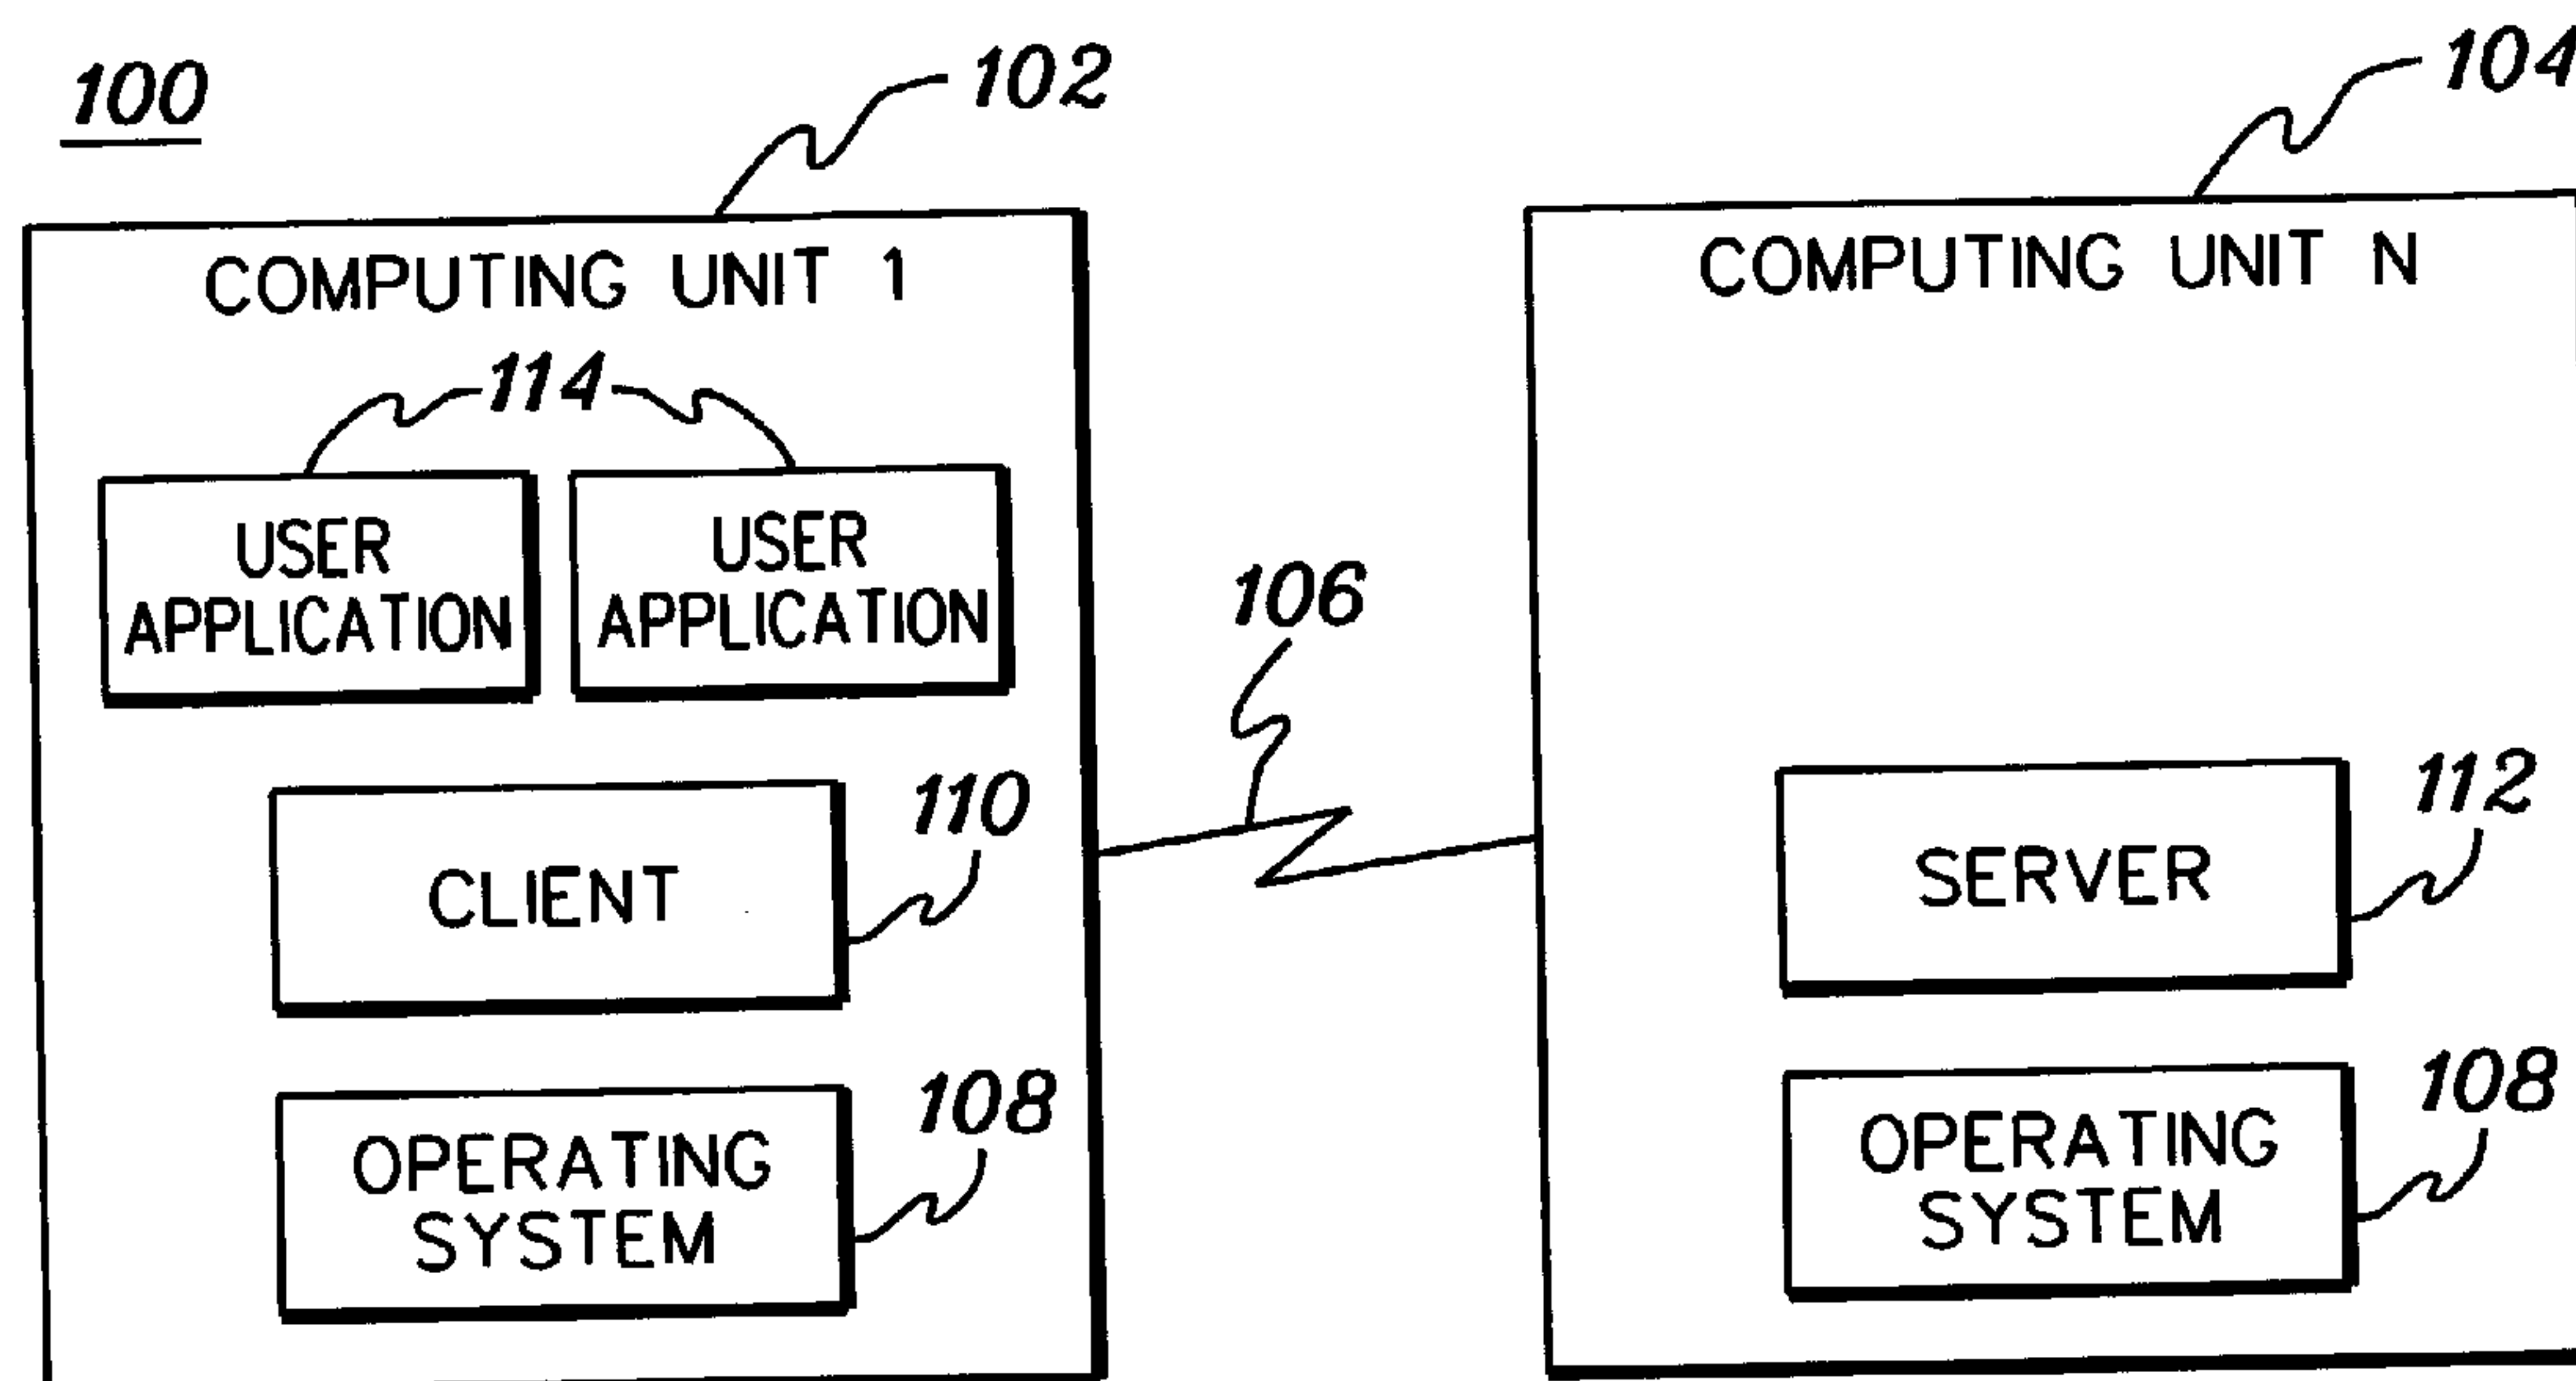 100
102
104
COMPUTING UNIT 1
COMPUTING UNIT N
114
USER
APPLICATION
USER
APPLICATION
106
CLIENT
110
SERVER
112
OPERATING
SYSTEM
108
OPERATING
SYSTEM
108